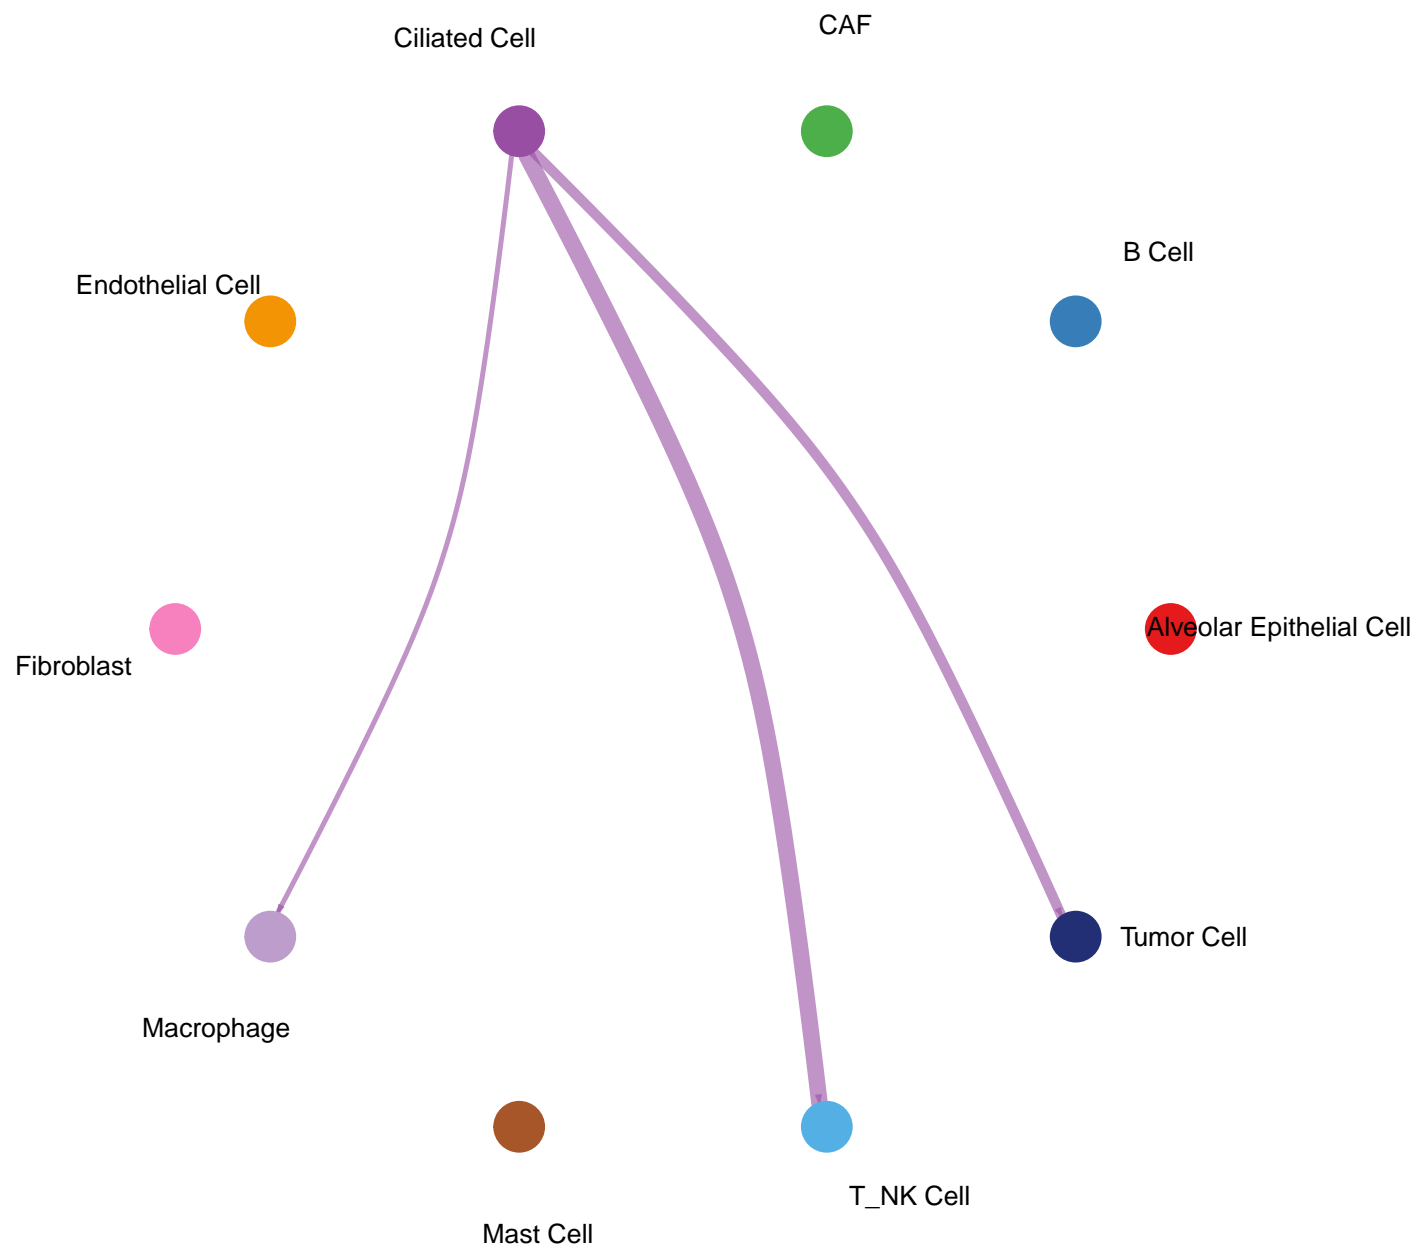 CAF
Ciliated Cell
B Cell
Endothelial Cell
Alveolar Epithelial Cell
Fibroblast
Tumor Cell
Macrophage
T_NK Cell
Mast Cell